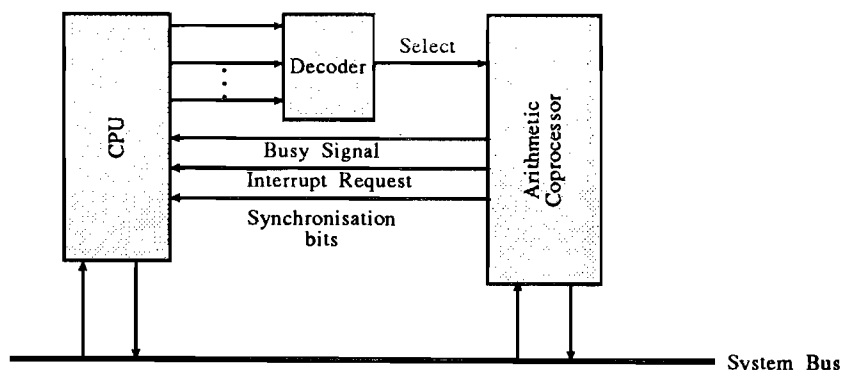 Select
Decoder
CPU
Arithmetic
Coprocessor
Busy Signal
Interrupt Request
Synchronisation
bits
System Bus